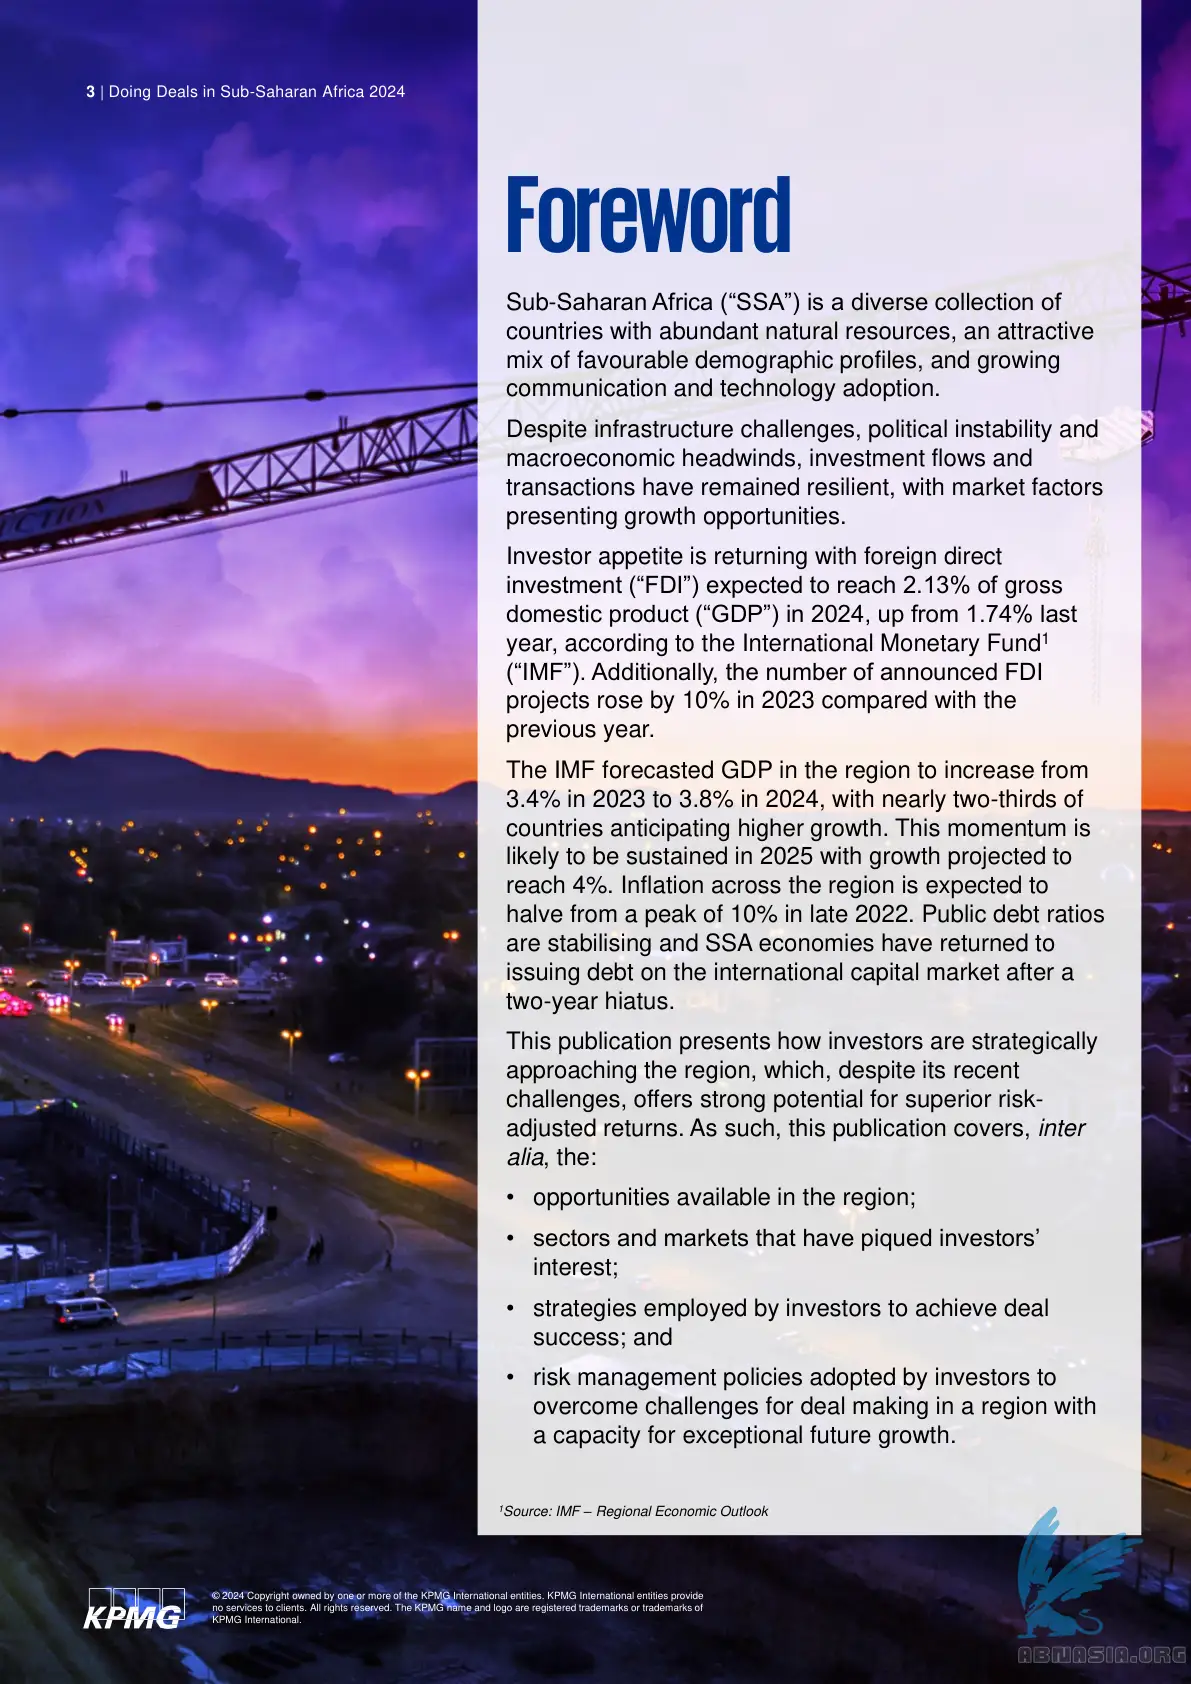 3 | Doing Deals in Sub-Saharan Africa 2024
Foreword
Sub-Saharan Africa (“SSA”) is a diverse collection of
countries with abundant natural resources, an attractive
mix of favourable demographic profiles, and growing
communication and technology adoption.
Despite infrastructure challenges, political instability and
macroeconomic headwinds, investment flows and
transactions have remained resilient, with market factors
presenting growth opportunities.
Investor appetite is returning with foreign direct
investment (“FDI”) expected to reach 2.13% of gross
domestic product (“GDP”) in 2024, up from 1.74% last
year, according to the International Monetary Fund¹
(“IMF”). Additionally, the number of announced FDI
projects rose by 10% in 2023 compared with the
previous year.
The IMF forecasted GDP in the region to increase from
3.4% in 2023 to 3.8% in 2024, with nearly two-thirds of
countries anticipating higher growth. This momentum is
likely to be sustained in 2025 with growth projected to
reach 4%. Inflation across the region is expected to
halve from a peak of 10% in late 2022. Public debt ratios
are stabilising and SSA economies have returned to
issuing debt on the international capital market after a
two-year hiatus.
This publication presents how investors are strategically
approaching the region, which, despite its recent
challenges, offers strong potential for superior risk-
adjusted returns. As such, this publication covers, inter
alia, the:
• opportunities available in the region;
• sectors and markets that have piqued investors’
interest;
• strategies employed by investors to achieve deal
success; and
• risk management policies adopted by investors to
overcome challenges for deal making in a region with
a capacity for exceptional future growth.
¹Source: IMF – Regional Economic Outlook
KPMG
© 2024 Copyright owned by one or more of the KPMG International entities. KPMG International entities provide
no services to clients. All rights reserved. The KPMG name and logo are registered trademarks or trademarks of
KPMG International.
ABNASIA.ORG